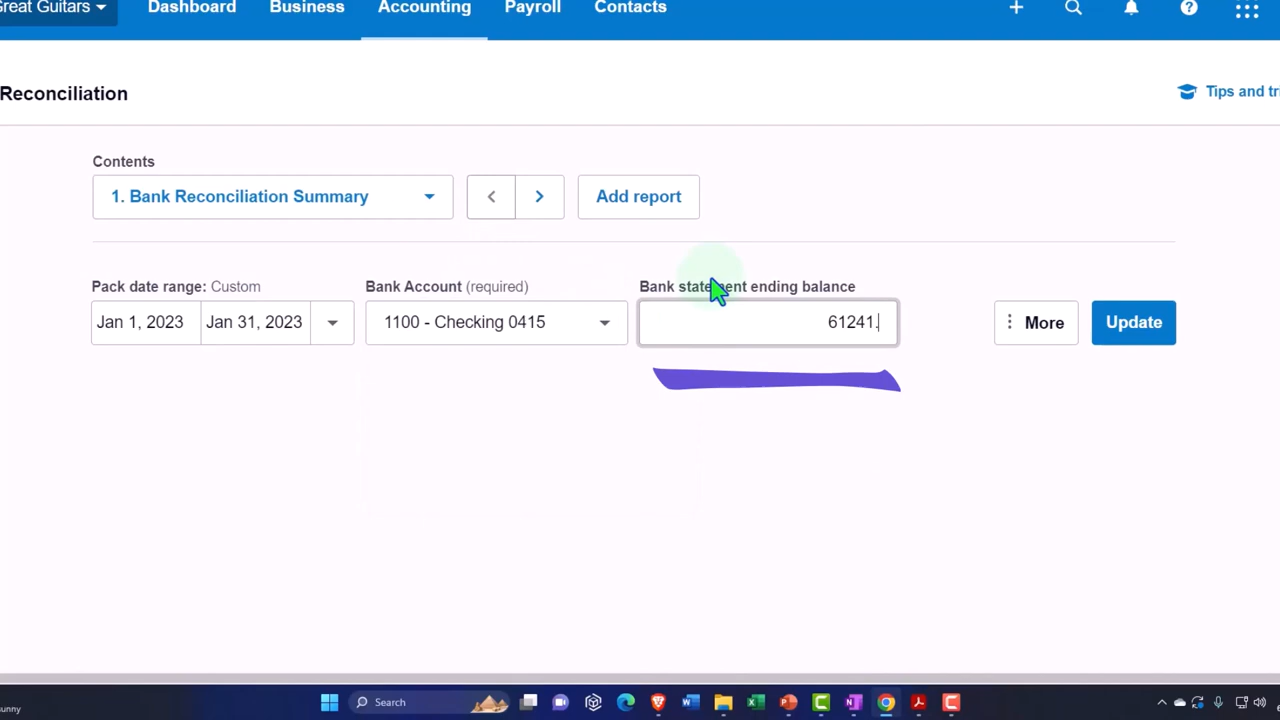 Great Guitars Dashboard Business Accounting Payroll Contacts
Reconciliation
Tips and tri
Contents
1. Bank Reconciliation Summary
Add report
Pack date range: Custom Bank Account (required) Bank statement ending balance
Jan 1, 2023 Jan 31, 2023 1100 - Checking 0415 61241. More Update
Search
sunny